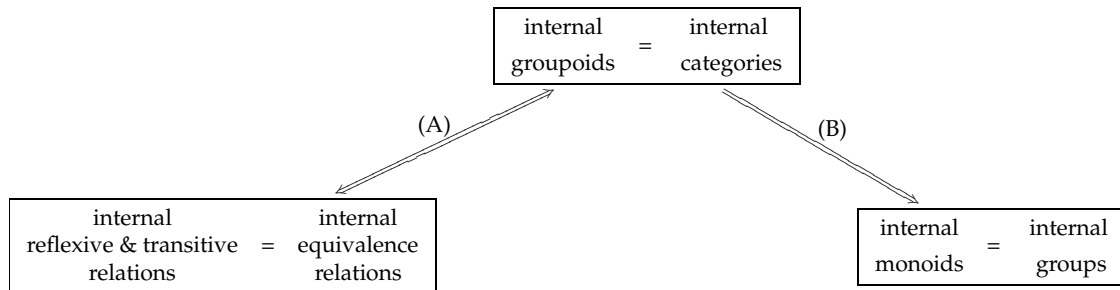 internal internal
groupoids = categories
(A) (B)
internal internal
reflexive & transitive = equivalence
relations relations
internal internal
monoids = groups